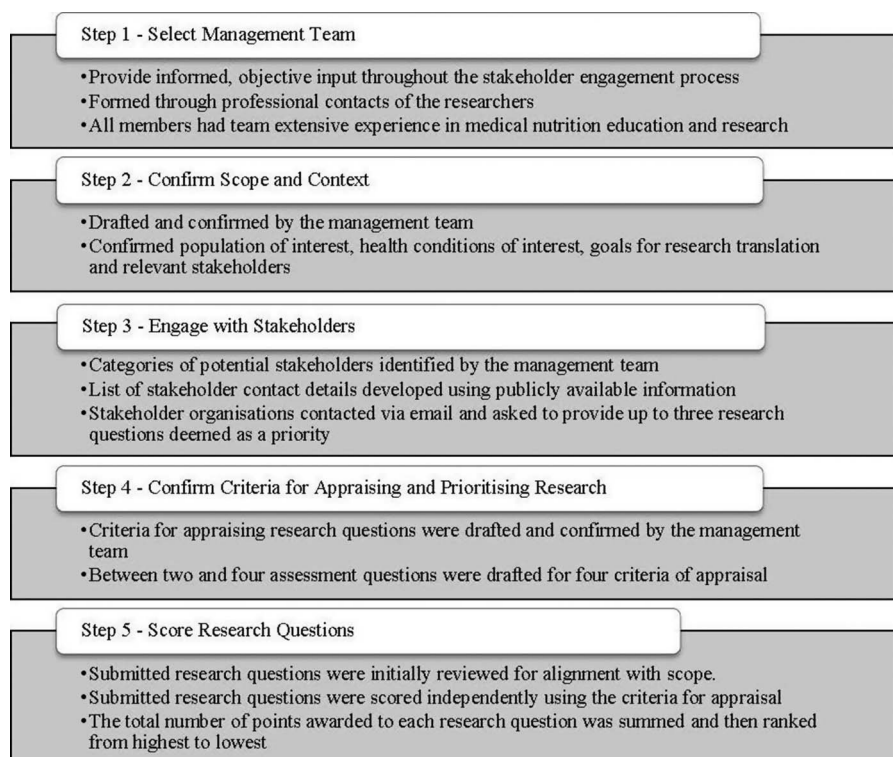 Step 1 - Select Management Team
•Provide informed, objective input throughout the stakeholder engagement process
•Formed through professional contacts of the researchers
•All members had team extensive experience in medical nutrition education and research
Step 2 - Confirm Scope and Context
•Drafted and confirmed by the management team
•Confirmed population of interest, health conditions of interest, goals for research translation
and relevant stakeholders
Step 3 - Engage with Stakeholders
•Categories of potential stakeholders identified by the management team
•List of stakeholder contact details developed using publicly available information
•Stakeholder organisations contacted via email and asked to provide up to three research
questions deemed as a priority
Step 4 - Confirm Criteria for Appraising and Prioritising Research
•Criteria for appraising research questions were drafted and confirmed by the management
team
•Between two and four assessment questions were drafted for four criteria of appraisal
Step 5 - Score Research Questions
•Submitted research questions were initially reviewed for alignment with scope.
•Submitted research questions were scored independently using the criteria for appraisal
•The total number of points awarded to each research question was summed and then ranked
from highest to lowest